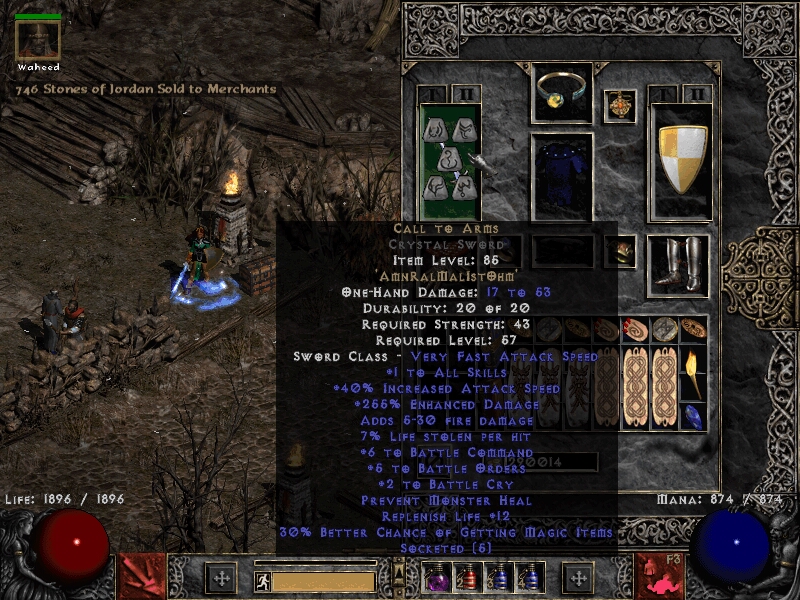 Waheed
746 Stones of Jordan Sold to Merchants
I
II
I
II
Call to Arms
Crystal Sword
Item Level: 85
'AmnRalMalIstOhm'
One-Hand Damage: 17 to 53
Durability: 20 of 20
Required Strength: 43
Required Level: 57
Sword Class - Very Fast Attack Speed
+1 to All Skills
+40% Increased Attack Speed
+255% Enhanced Damage
Adds 5-30 fire damage
7% Life stolen per hit
+6 to Battle Command
+5 to Battle Orders
+2 to Battle Cry
Prevent Monster Heal
Replenish Life +12
30% Better Chance of Getting Magic Items
Socketed (5)
Life: 1896 / 1896
Mana: 874 / 874
F3